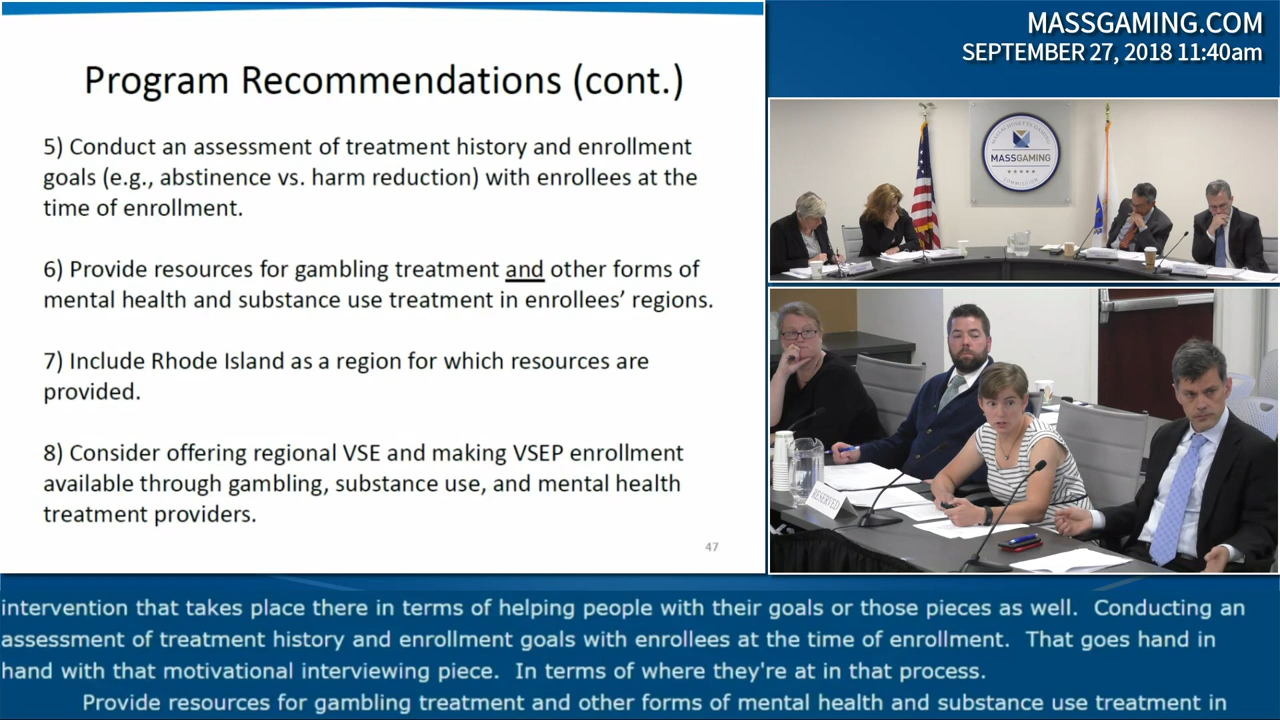 MASSGAMING.COM
SEPTEMBER 27, 2018 11:40am
Program Recommendations (cont.)
5) Conduct an assessment of treatment history and enrollment
goals (e.g., abstinence vs. harm reduction) with enrollees at the
time of enrollment.
6) Provide resources for gambling treatment and other forms of
mental health and substance use treatment in enrollees’ regions.
7) Include Rhode Island as a region for which resources are
provided.
8) Consider offering regional VSE and making VSEP enrollment
available through gambling, substance use, and mental health
treatment providers.
47
MASSACHUSETTS GAMING
MASSGAMING
COMMISSION
RESERVED
intervention that takes place there in terms of helping people with their goals or those pieces as well. Conducting an
assessment of treatment history and enrollment goals with enrollees at the time of enrollment. That goes hand in
hand with that motivational interviewing piece. In terms of where they're at in that process.
Provide resources for gambling treatment and other forms of mental health and substance use treatment in